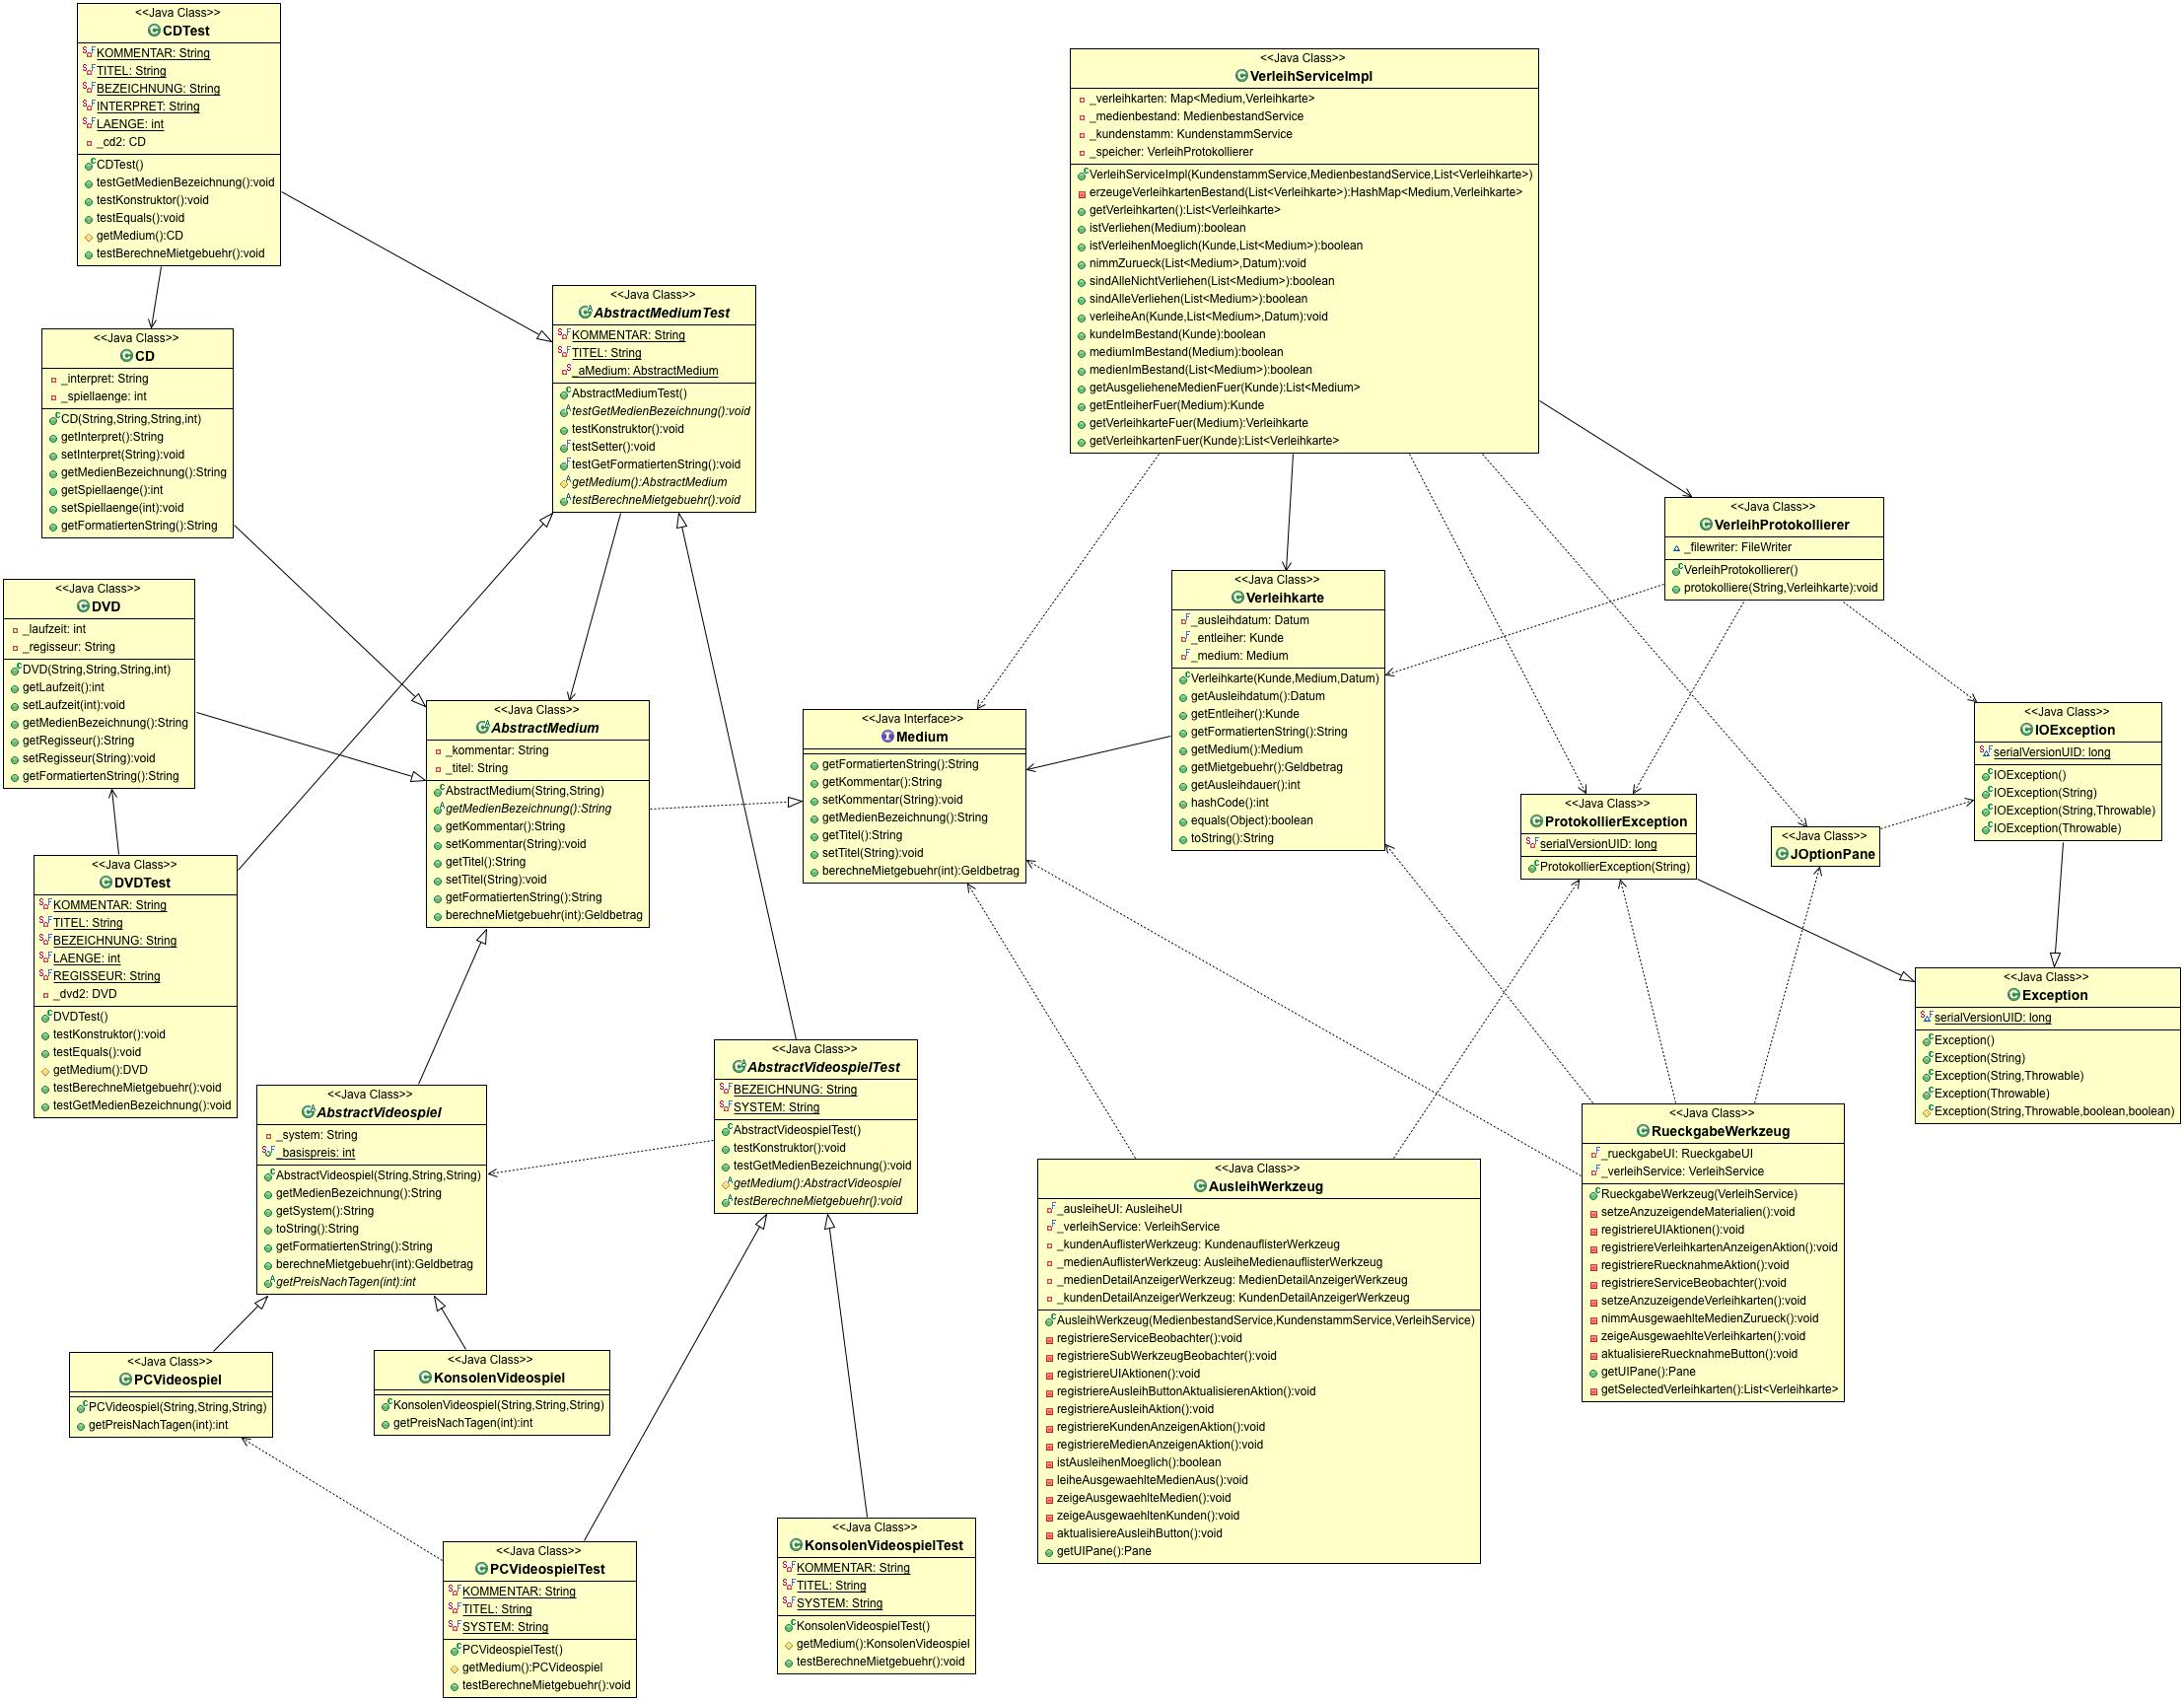 <<Java Class>>
CDTest
KOMMENTAR: String
TITEL: String
BEZEICHNUNG: String
INTERPRET: String
LAENGE: int
_cd2: CD
CDTest()
testGetMedienBezeichnung():void
testKonstruktor():void
testEquals():void
getMedium():CD
testBerechneMietgebuehr():void
<<Java Class>>
VerleihServiceImpl
_verleihkarten: Map<Medium,Verleihkarte>
_medienbestand: MedienbestandService
_kundenstamm: KundenstammService
_speicher: VerleihProtokollierer
VerleihServiceImpl(KundenstammService,MedienbestandService,List<Verleihkarte>)
erzeugeVerleihkartenBestand(List<Verleihkarte>):HashMap<Medium,Verleihkarte>
getVerleihkarten():List<Verleihkarte>
istVerliehen(Medium):boolean
istVerleihenMoeglich(Kunde,List<Medium>):boolean
nimmZurueck(List<Medium>,Datum):void
sindAlleNichtVerliehen(List<Medium>):boolean
sindAlleVerliehen(List<Medium>):boolean
verleiheAn(Kunde,List<Medium>,Datum):void
kundeImBestand(Kunde):boolean
mediumImBestand(Medium):boolean
medienImBestand(List<Medium>):boolean
getAusgelieheneMedienFuer(Kunde):List<Medium>
getEntleiherFuer(Medium):Kunde
getVerleihkarteFuer(Medium):Verleihkarte
getVerleihkartenFuer(Kunde):List<Verleihkarte>
<<Java Class>>
AbstractMediumTest
KOMMENTAR: String
TITEL: String
_aMedium: AbstractMedium
AbstractMediumTest()
testGetMedienBezeichnung():void
testKonstruktor():void
testSetter():void
testGetFormatiertenString():void
getMedium():AbstractMedium
testBerechneMietgebuehr():void
<<Java Class>>
CD
_interpret: String
_spiellaenge: int
CD(String,String,String,int)
getInterpret():String
setInterpret(String):void
getMedienBezeichnung():String
getSpiellaenge():int
setSpiellaenge(int):void
getFormatiertenString():String
<<Java Class>>
VerleihProtokollierer
_filewriter: FileWriter
VerleihProtokollierer()
protokolliere(String,Verleihkarte):void
<<Java Class>>
Verleihkarte
_ausleihdatum: Datum
_entleiher: Kunde
_medium: Medium
Verleihkarte(Kunde,Medium,Datum)
getAusleihdatum():Datum
getEntleiher():Kunde
getFormatiertenString():String
getMedium():Medium
getMietgebuehr():Geldbetrag
getAusleihdauer():int
hashCode():int
equals(Object):boolean
toString():String
<<Java Class>>
DVD
_laufzeit: int
_regisseur: String
DVD(String,String,String,int)
getLaufzeit():int
setLaufzeit(int):void
getMedienBezeichnung():String
getRegisseur():String
setRegisseur(String):void
getFormatiertenString():String
<<Java Class>>
AbstractMedium
_kommentar: String
_titel: String
AbstractMedium(String,String)
getMedienBezeichnung():String
getKommentar():String
setKommentar(String):void
getTitel():String
setTitel(String):void
getFormatiertenString():String
berechneMietgebuehr(int):Geldbetrag
<<Java Interface>>
Medium
getFormatiertenString():String
getKommentar():String
setKommentar(String):void
getMedienBezeichnung():String
getTitel():String
setTitel(String):void
berechneMietgebuehr(int):Geldbetrag
<<Java Class>>
IOException
serialVersionUID: long
IOException()
IOException(String)
IOException(String,Throwable)
IOException(Throwable)
<<Java Class>>
ProtokollierException
serialVersionUID: long
ProtokollierException(String)
<<Java Class>>
JOptionPane
<<Java Class>>
DVDTest
KOMMENTAR: String
TITEL: String
BEZEICHNUNG: String
LAENGE: int
REGISSEUR: String
_dvd2: DVD
DVDTest()
testKonstruktor():void
testEquals():void
getMedium():DVD
testBerechneMietgebuehr():void
testGetMedienBezeichnung():void
<<Java Class>>
Exception
serialVersionUID: long
Exception()
Exception(String)
Exception(String,Throwable)
Exception(Throwable)
Exception(String,Throwable,boolean,boolean)
<<Java Class>>
AbstractVideospielTest
BEZEICHNUNG: String
SYSTEM: String
AbstractVideospielTest()
testKonstruktor():void
testGetMedienBezeichnung():void
getMedium():AbstractVideospiel
testBerechneMietgebuehr():void
<<Java Class>>
AbstractVideospiel
_system: String
_basispreis: int
AbstractVideospiel(String,String,String)
getMedienBezeichnung():String
getSystem():String
toString():String
getFormatiertenString():String
berechneMietgebuehr(int):Geldbetrag
getPreisNachTagen(int):int
<<Java Class>>
RueckgabeWerkzeug
_rueckgabeUI: RueckgabeUI
_verleihService: VerleihService
RueckgabeWerkzeug(VerleihService)
setzeAnzuzeigendeMaterialien():void
registriereUIAktionen():void
registriereVerleihkartenAnzeigenAktion():void
registriereRuecknahmeAktion():void
registriereServiceBeobachter():void
setzeAnzuzeigendeVerleihkarten():void
nimmAusgewaehlteMedienZurueck():void
zeigeAusgewaehlteVerleihkarten():void
aktualisiereRuecknahmeButton():void
getUIPane():Pane
getSelectedVerleihkarten():List<Verleihkarte>
<<Java Class>>
AusleihWerkzeug
_ausleiheUI: AusleiheUI
_verleihService: VerleihService
_kundenAuflisterWerkzeug: KundenauflisterWerkzeug
_medienAuflisterWerkzeug: AusleiheMedienauflisterWerkzeug
_medienDetailAnzeigerWerkzeug: MedienDetailAnzeigerWerkzeug
_kundenDetailAnzeigerWerkzeug: KundenDetailAnzeigerWerkzeug
AusleihWerkzeug(MedienbestandService,KundenstammService,VerleihService)
registriereServiceBeobachter():void
registriereSubWerkzeugBeobachter():void
registriereUIAktionen():void
registriereAusleihButtonAktualisierenAktion():void
registriereAusleihAktion():void
registriereKundenAnzeigenAktion():void
registriereMedienAnzeigenAktion():void
istAusleihenMoeglich():boolean
leiheAusgewaehlteMedienAus():void
zeigeAusgewaehlteMedien():void
zeigeAusgewaehltenKunden():void
aktualisiereAusleihButton():void
getUIPane():Pane
<<Java Class>>
PCVideospiel
PCVideospiel(String,String,String)
getPreisNachTagen(int):int
<<Java Class>>
KonsolenVideospiel
KonsolenVideospiel(String,String,String)
getPreisNachTagen(int):int
<<Java Class>>
PCVideospielTest
KOMMENTAR: String
TITEL: String
SYSTEM: String
PCVideospielTest()
getMedium():PCVideospiel
testBerechneMietgebuehr():void
<<Java Class>>
KonsolenVideospielTest
KOMMENTAR: String
TITEL: String
SYSTEM: String
KonsolenVideospielTest()
getMedium():KonsolenVideospiel
testBerechneMietgebuehr():void